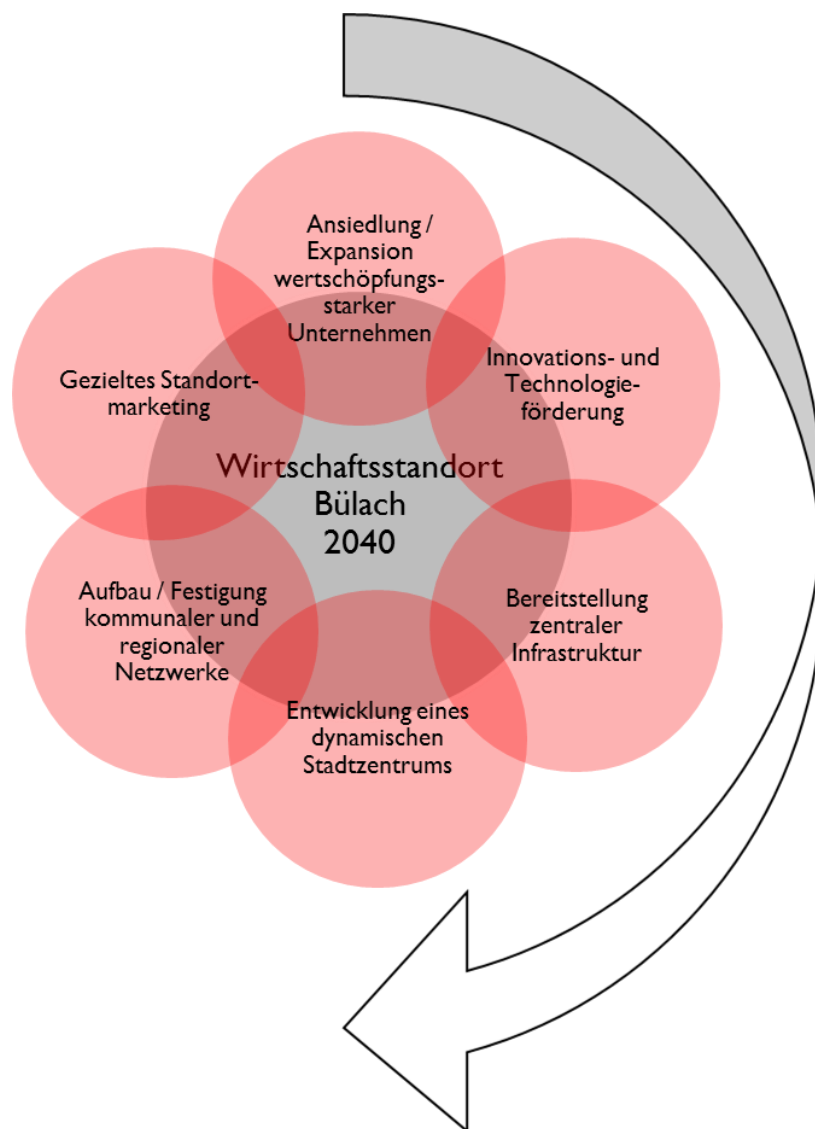 Ansiedlung /
Expansion
wertschöpfungs-
starker
Unternehmen
Innovations- und
Technologie-
förderung
Gezieltes Standort-
marketing
Wirtschaftsstandort
Bülach
2040
Aufbau / Festigung
kommunaler und
regionaler
Netzwerke
Bereitstellung
zentraler
Infrastruktur
Entwicklung eines
dynamischen
Stadtzentrums